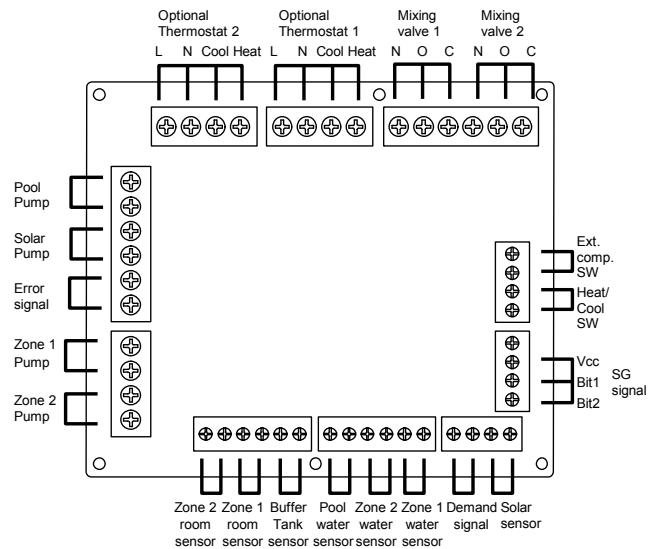 Optional Optional Mixing Mixing
Thermostat 2 Thermostat 1 valve 1 valve 2
L N Cool Heat L N Cool Heat N O C N O C
Pool
Pump
Solar
Pump
Error
signal
Zone 1
Pump
Zone 2
Pump
Ext.
comp.
SW
Heat/
Cool
SW
Vcc
Bit1
Bit2
SG
signal
Zone 2 Zone 1 Buffer Pool Zone 2 Zone 1 Demand Solar
room room Tank water water water signal sensor
sensor sensor sensor sensor sensor sensor